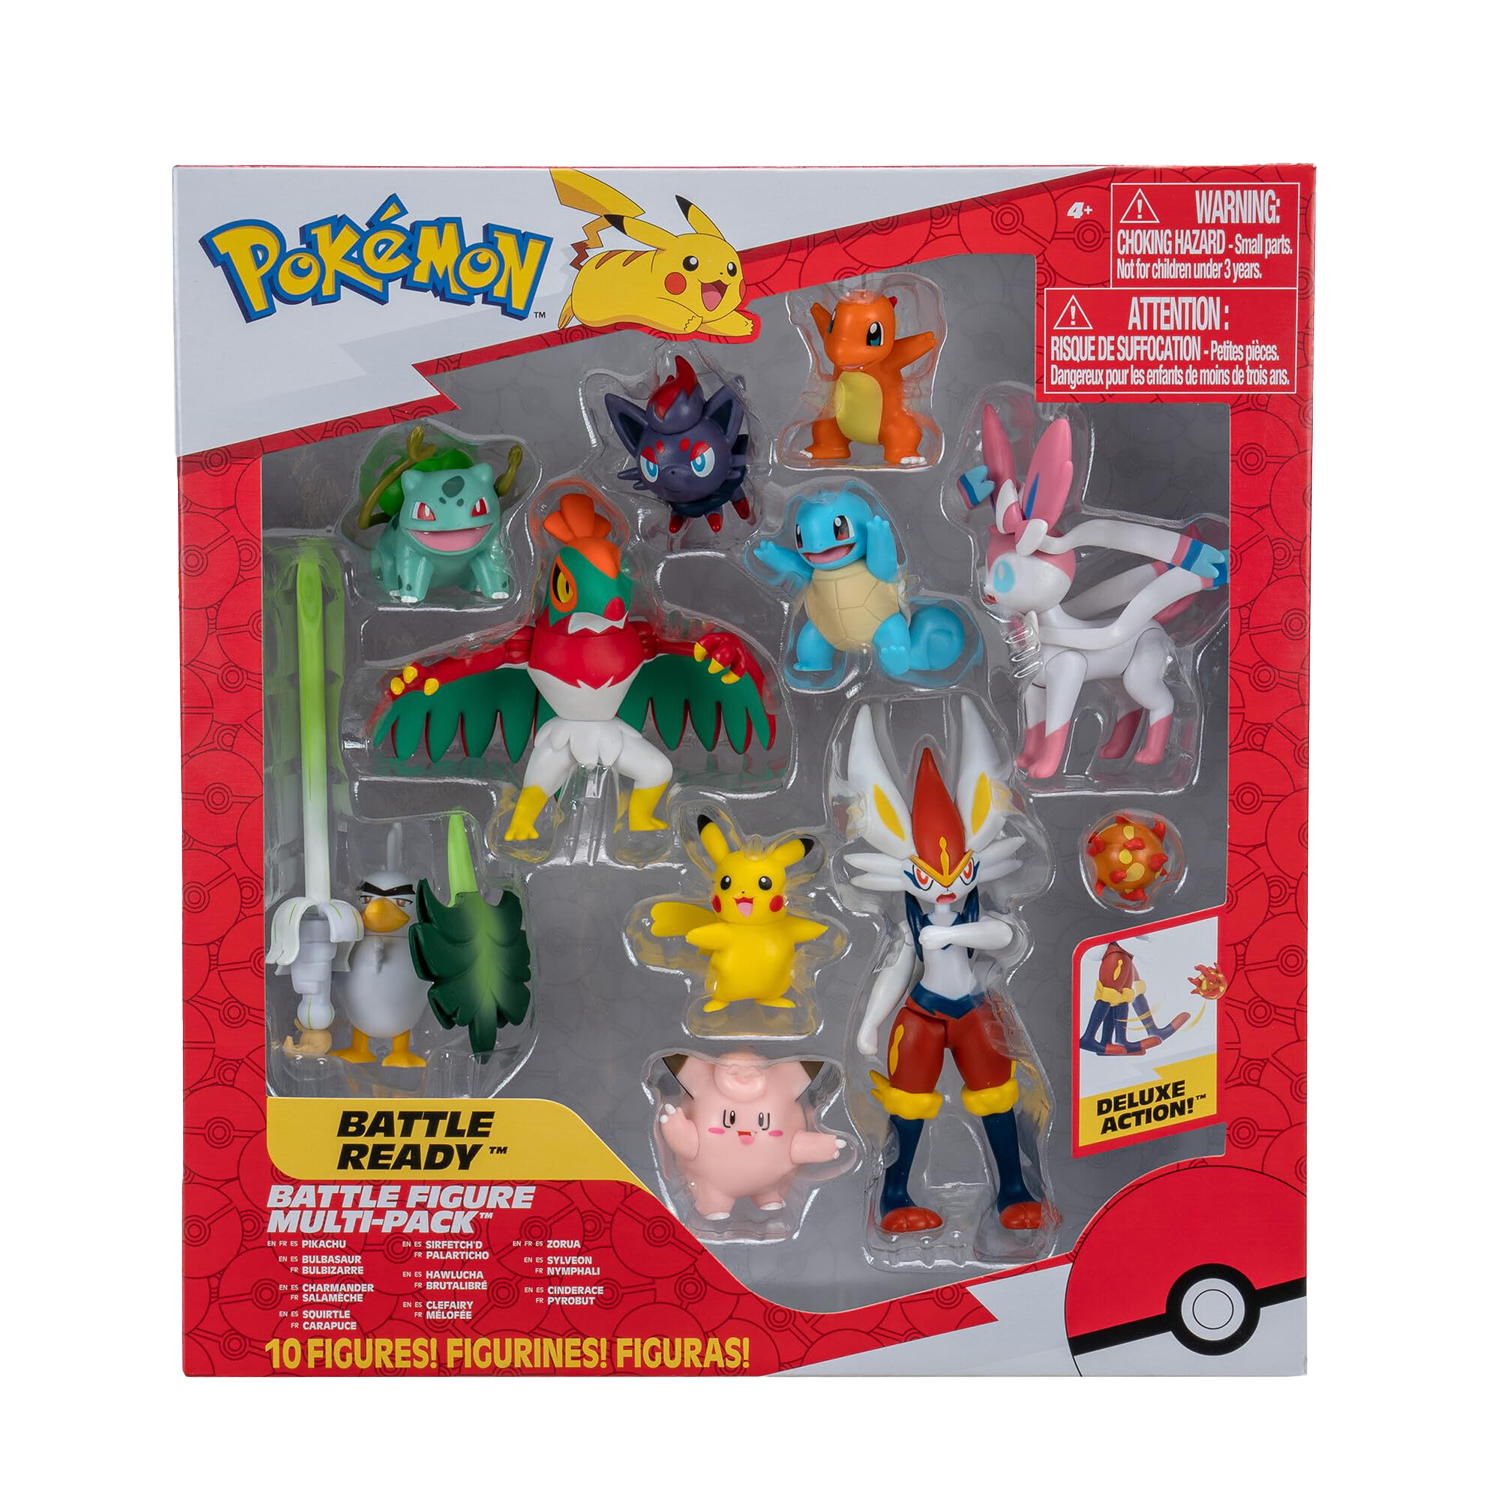 POKéMON™
4+
WARNING:
CHOKING HAZARD - Small parts.
Not for children under 3 years.
ATTENTION :
RISQUE DE SUFFOCATION - Petites pièces.
Dangereux pour les enfants de moins de trois ans.
DELUXE
ACTION!™
BATTLE
READY™
BATTLE FIGURE
MULTI-PACK™
EN FR ES PIKACHU
EN ES BULBASAUR
FR BULBIZARRE
EN ES CHARMANDER
FR SALAMÈCHE
EN ES SQUIRTLE
FR CARAPUCE
EN ES SIRFETCH'D
FR PALARTICHO
EN ES HAWLUCHA
FR BRUTALIBRÉ
EN ES CLEFAIRY
FR MÉLOFÉE
EN FR ES ZORUA
EN ES SYLVEON
FR NYMPHALI
EN ES CINDERACE
FR PYROBUT
10 FIGURES! FIGURINES! FIGURAS!